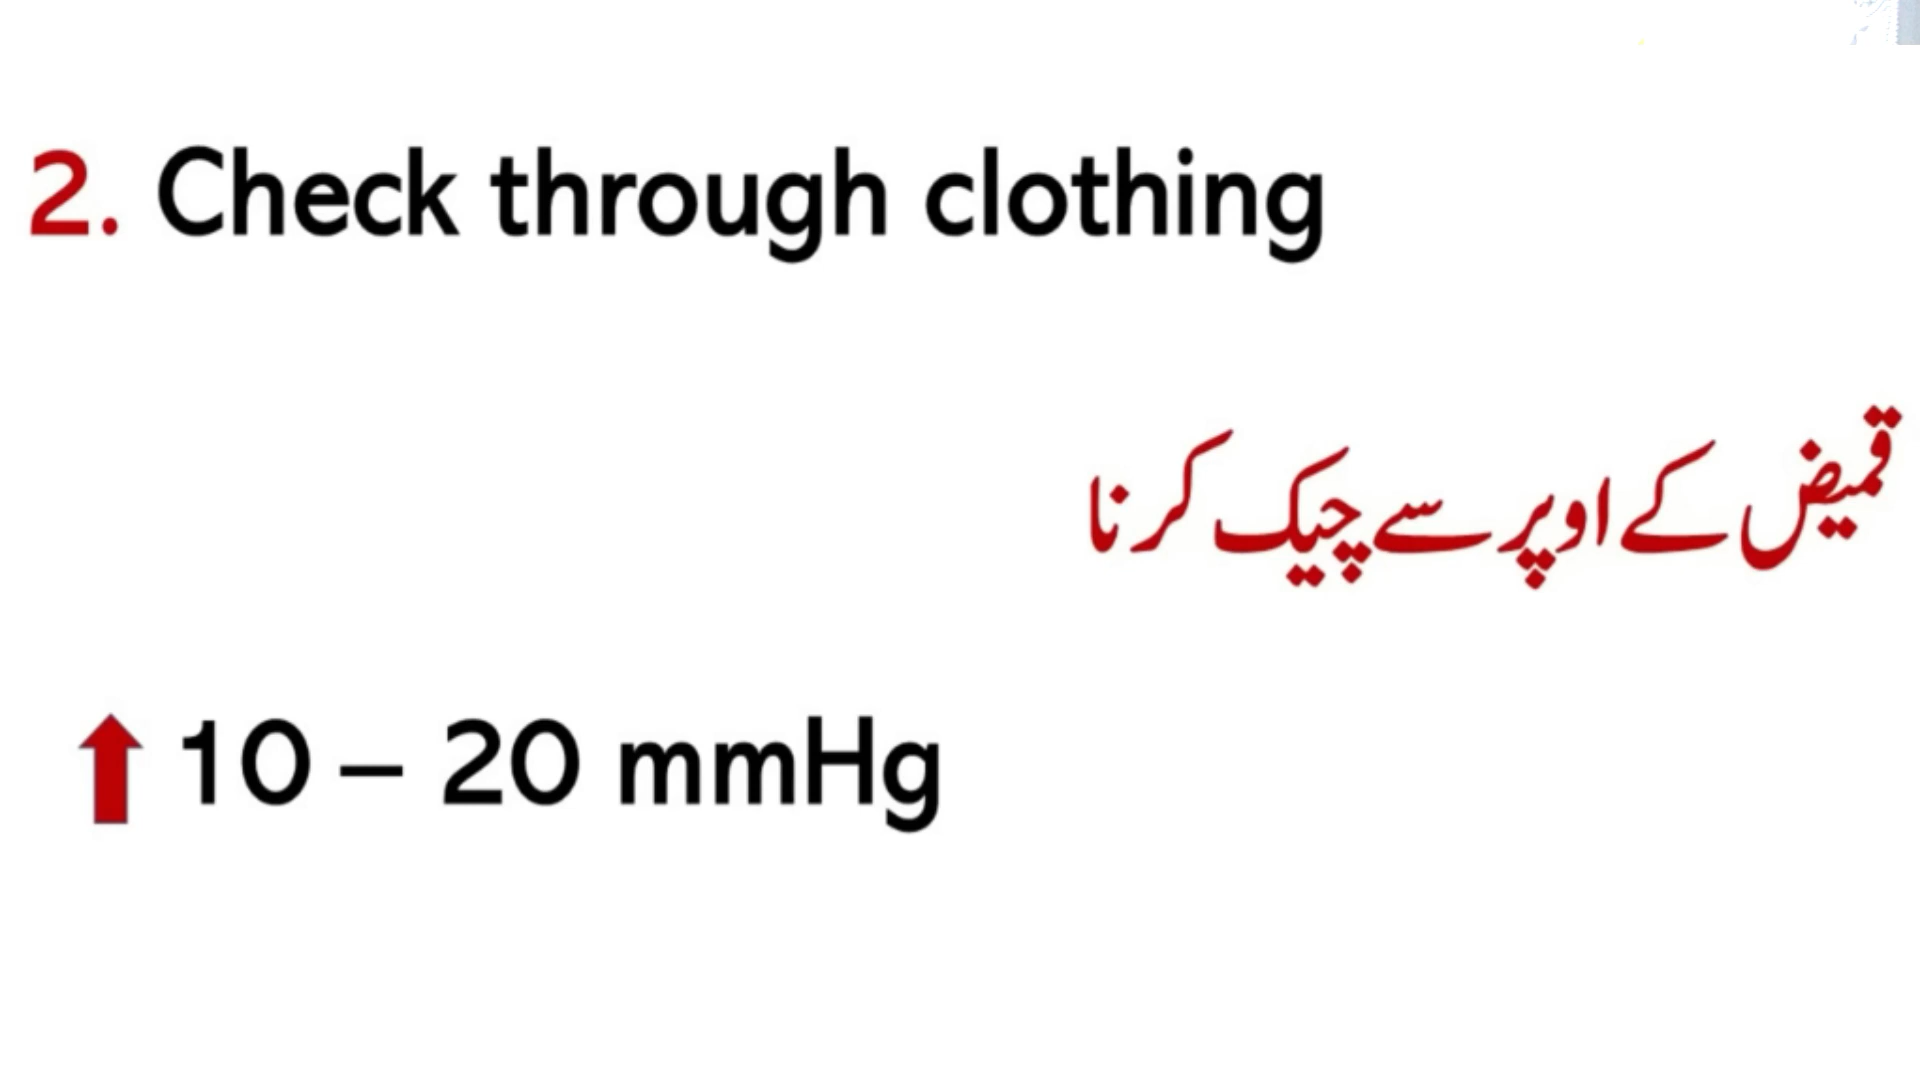 2. Check through clothing
قمیض کے اوپر سے چیک کرنا
10 – 20 mmHg